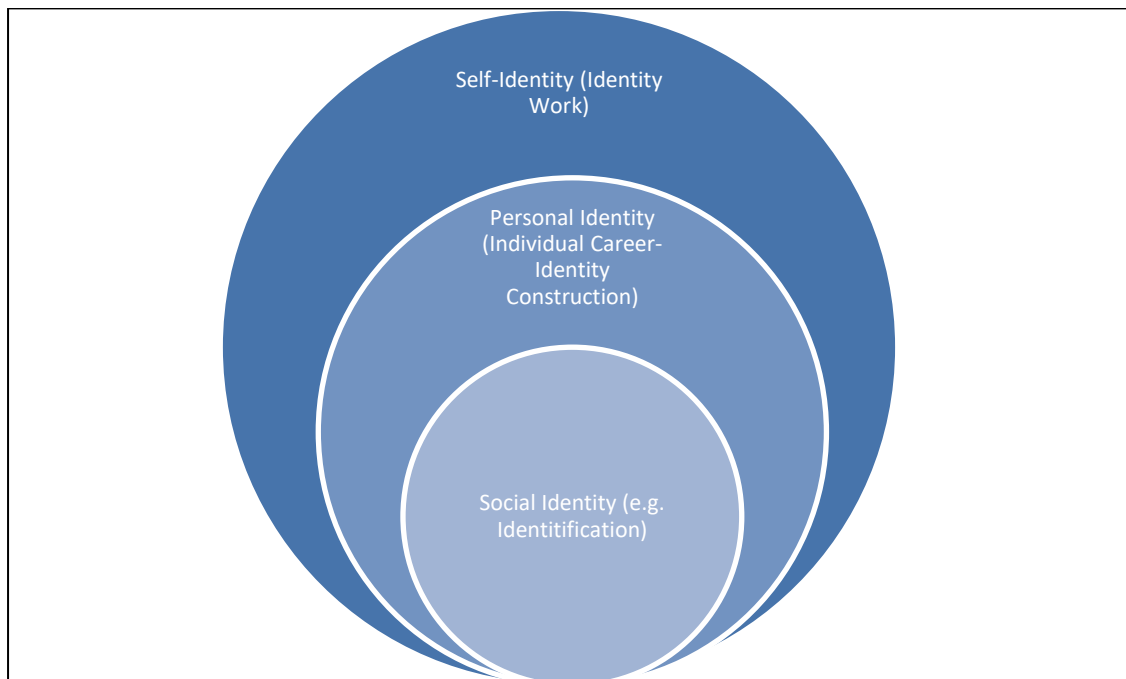 Self-Identity (Identity
Work)
Personal Identity
(Individual Career-
Identity
Construction)
Social Identity (e.g.
Identitification)